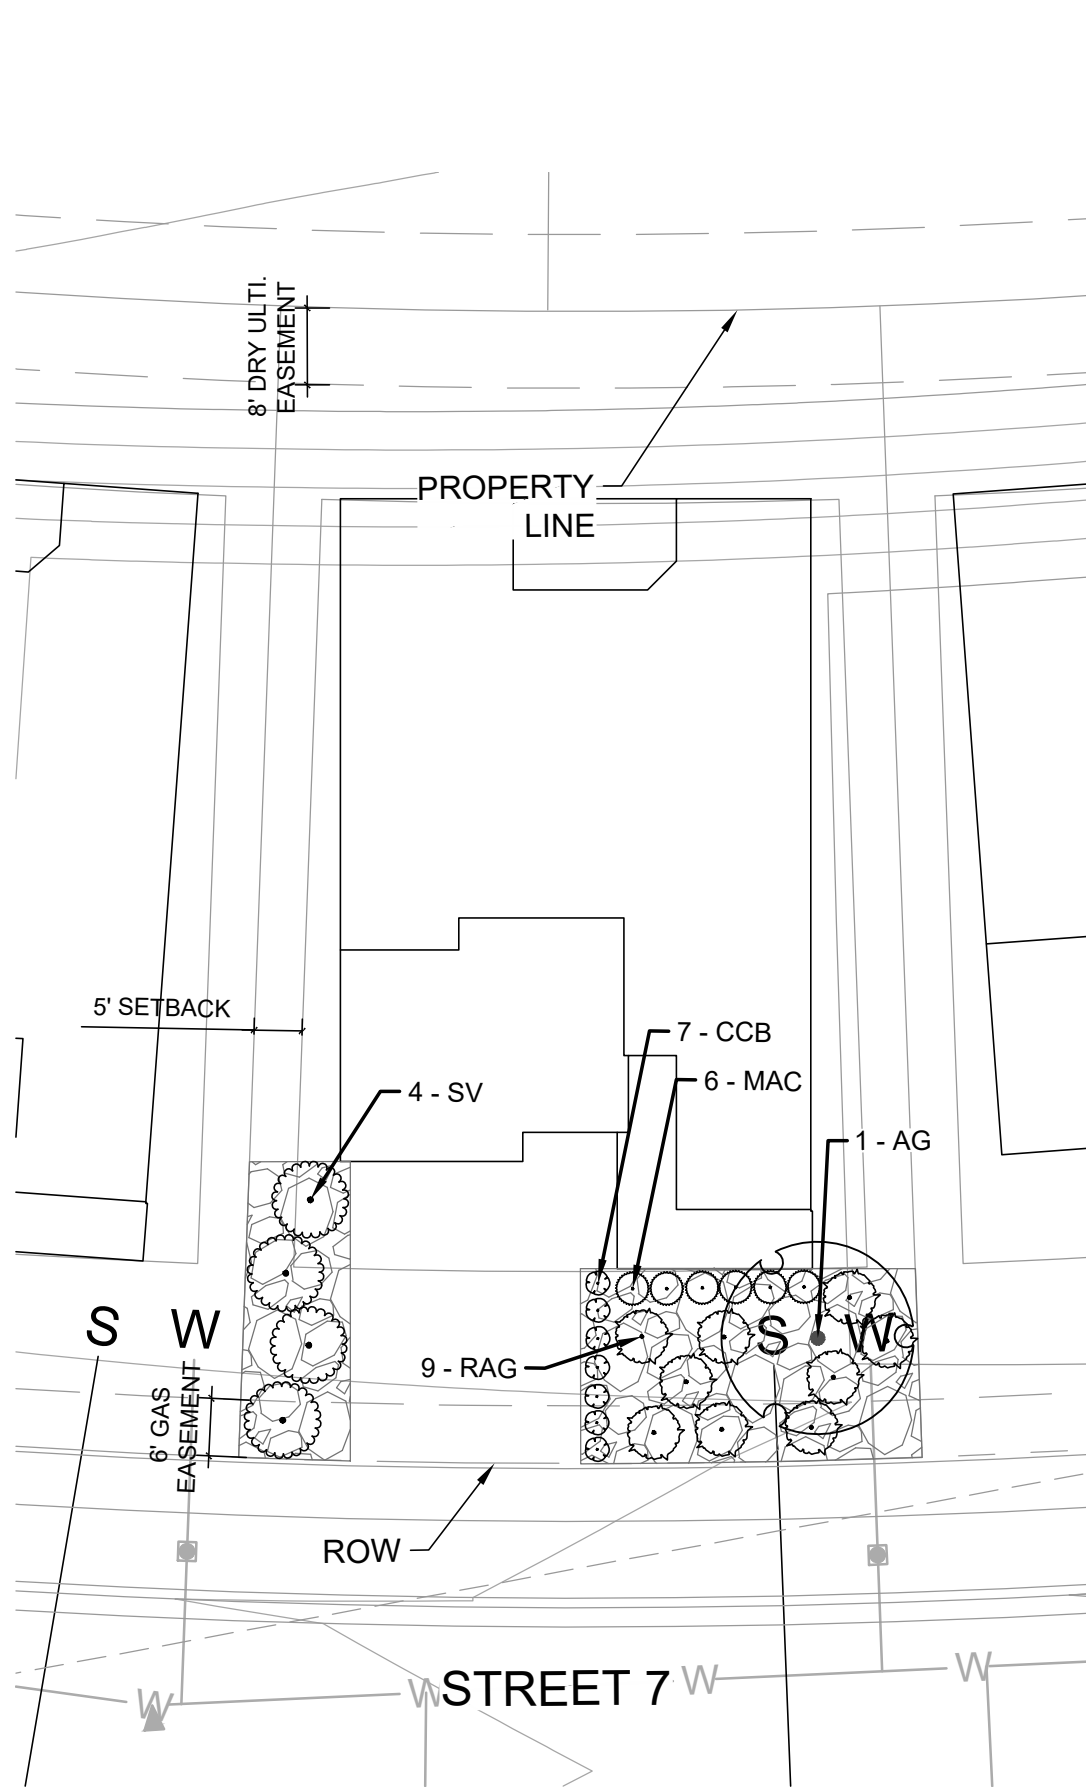 8' DRY ULTI.
EASEMENT
PROPERTY
LINE
5' SETBACK
7 - CCB
6 - MAC
4 - SV
1 - AG
S W
S W
9 - RAG
6' GAS
EASEMENT
ROW
W W STREET 7 W W